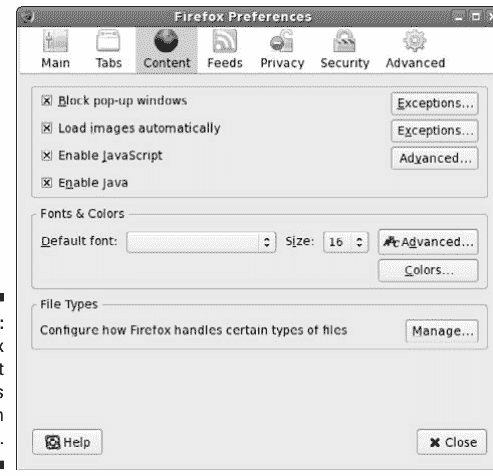 Firefox Preferences
Main Tabs Content Feeds Privacy Security Advanced
Block pop-up windows Exceptions...
Load images automatically Exceptions...
Enable JavaScript Advanced...
Enable Java
Fonts & Colors
Default font: Size: 16 Advanced...
Colors...
File Types
Configure how Firefox handles certain types of files Manage...
Help Close
:
x
t
s
n
.